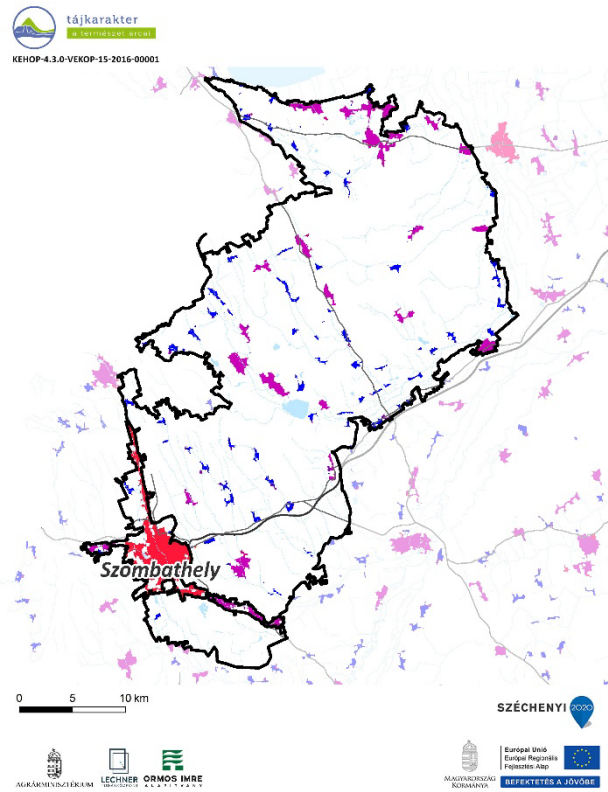 tájkarakter
a természet arcai
KEHOP-4.3.0-VEKOP-15-2016-00001
Szombathely
0 5 10 km
SZÉCHENYI 2020
AGRÁRMINISZTÉRIUM
LECHNER
ORMOS IMRE
ALAPÍTVÁNY
MAGYARORSZÁG
KORMÁNYA
Európai Unió
Európai Regionális
Fejlesztési Alap
BEFEKTETÉS A JÖVŐBE